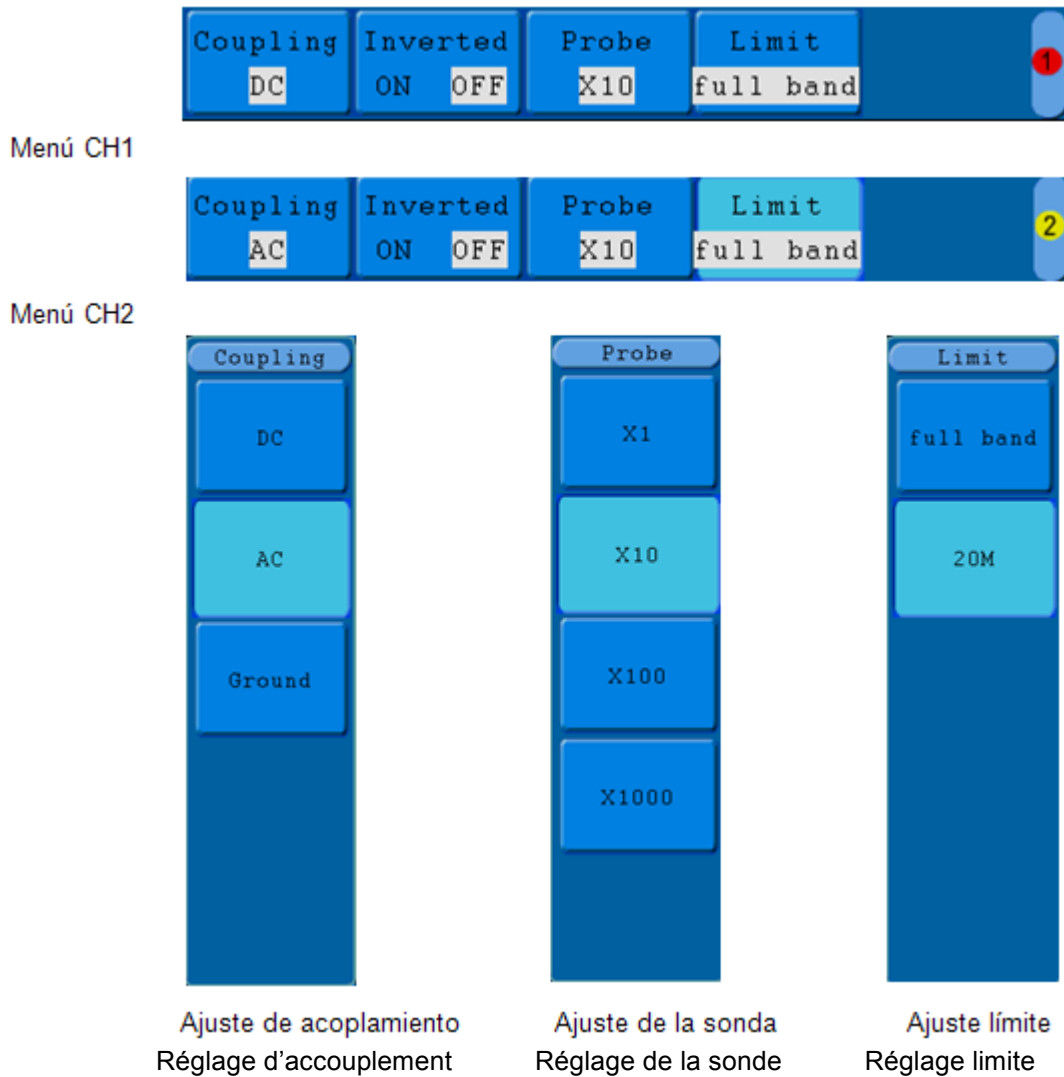 Coupling Inverted Probe Limit
DC ON OFF X10 full band
1
Menú CH1
Coupling Inverted Probe Limit
AC ON OFF X10 full band
2
Menú CH2
Coupling
DC
AC
Ground
Probe
X1
X10
X100
X1000
Limit
full band
20M
Ajuste de acoplamiento Ajuste de la sonda Ajuste límite
Réglage d’accouplement Réglage de la sonde Réglage limite